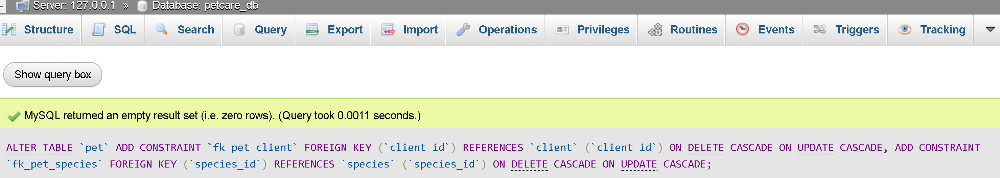 Server: 127.0.0.1 » Database: petcare_db
Structure SQL Search Query Export Import Operations Privileges Routines Events Triggers Tracking
Show query box
MySQL returned an empty result set (i.e. zero rows). (Query took 0.0011 seconds.)
ALTER TABLE `pet` ADD CONSTRAINT `fk_pet_client` FOREIGN KEY (`client_id`) REFERENCES `client` (`client_id`) ON DELETE CASCADE ON UPDATE CASCADE, ADD CONSTRAINT
`fk_pet_species` FOREIGN KEY (`species_id`) REFERENCES `species` (`species_id`) ON DELETE CASCADE ON UPDATE CASCADE;